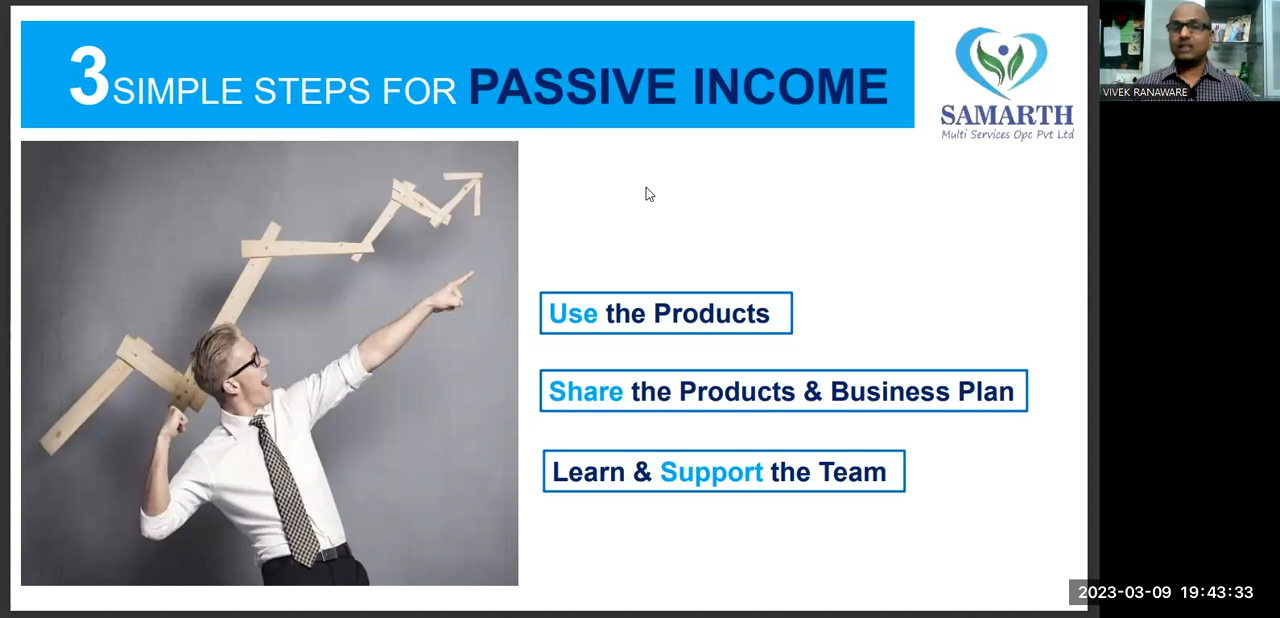 3 SIMPLE STEPS FOR PASSIVE INCOME
SAMARTH
Multi Services Opc Pvt Ltd
VIVEK RANAWARE
Use the Products
Share the Products & Business Plan
Learn & Support the Team
2023-03-09 19:43:33